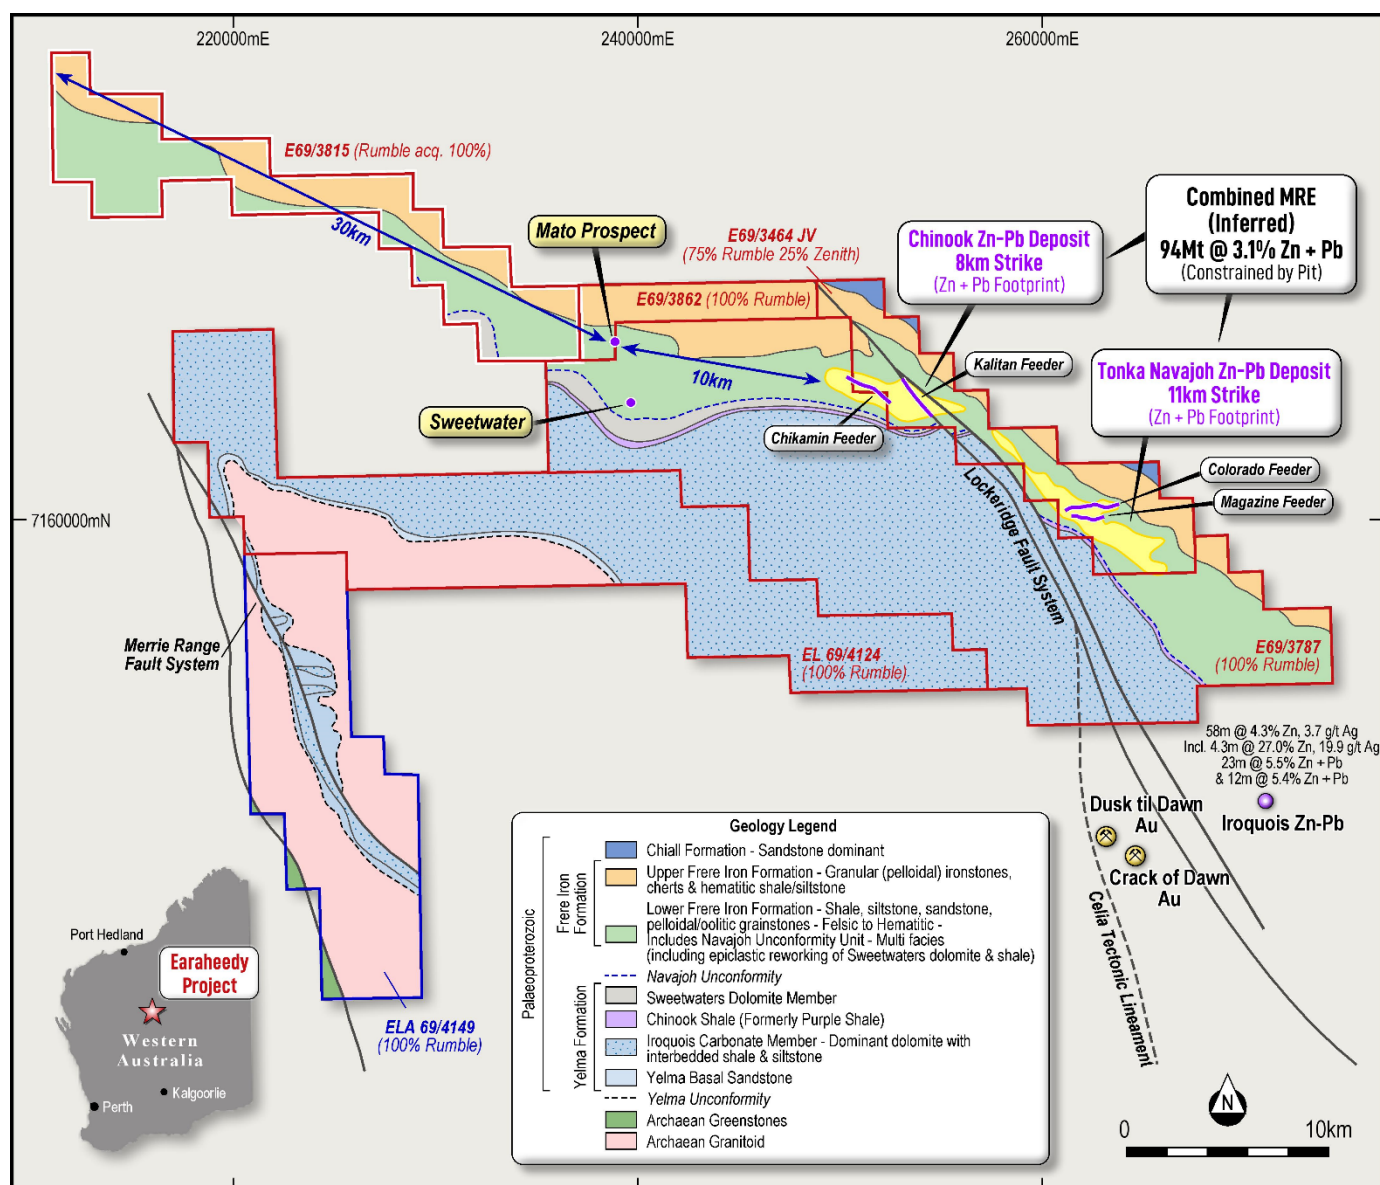 220000mE
240000mE
260000mE
E69/3815 (Rumble acq. 100%)
30km
Mato Prospect
E69/3464 JV
(75% Rumble 25% Zenith)
E69/3862 (100% Rumble)
Chinook Zn-Pb Deposit
8km Strike
(Zn + Pb Footprint)
Combined MRE
(Inferred)
94Mt @ 3.1% Zn + Pb
(Constrained by Pit)
Kalitan Feeder
10km
Tonka Navajoh Zn-Pb Deposit
11km Strike
(Zn + Pb Footprint)
Sweetwater
Chikamin Feeder
Colorado Feeder
Magazine Feeder
7160000mN
Lockeridge Fault System
Merrie Range
Fault System
EL 69/4124
(100% Rumble)
E69/3787
(100% Rumble)
58m @ 4.3% Zn, 3.7 g/t Ag
Incl. 4.3m @ 27.0% Zn, 19.9 g/t Ag
23m @ 5.5% Zn + Pb
& 12m @ 5.4% Zn + Pb
Iroquois Zn-Pb
Dusk til Dawn
Au
Crack of Dawn
Au
Celia Tectonic Lineament
ELA 69/4149
(100% Rumble)
Geology Legend
Palaeoproterozoic
Frere Iron
Formation
Yelma Formation
Chiall Formation - Sandstone dominant
Upper Frere Iron Formation - Granular (pelloidal) ironstones,
cherts & hematitic shale/siltstone
Lower Frere Iron Formation - Shale, siltstone, sandstone,
pelloidal/oolitic grainstones - Felsic to Hematitic -
Includes Navajoh Unconformity Unit - Multi facies
(including epiclastic reworking of Sweetwaters dolomite & shale)
Navajoh Unconformity
Sweetwaters Dolomite Member
Chinook Shale (Formerly Purple Shale)
Iroquois Carbonate Member - Dominant dolomite with
interbedded shale & siltstone
Yelma Basal Sandstone
Yelma Unconformity
Archaean Greenstones
Archaean Granitoid
Port Hedland
Earaheedy
Project
Western
Australia
Kalgoorlie
Perth
N
0
10km